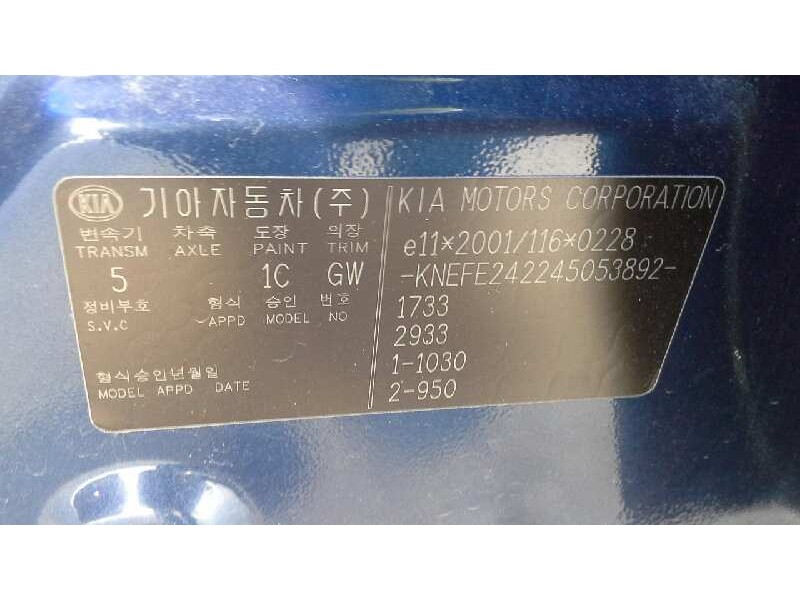 KIA 기아자동차(주)
변속기 차축 도장 의장
TRANSM AXLE PAINT TRIM
5 1C GW
정비부호 형식 승인 번호
S.V.C APPD MODEL NO
형식승인년월일
MODEL APPD DATE
KIA MOTORS CORPORATION
e11*2001/116*0228
-KNEFE242245053892-
1733
2933
1-1030
2-950